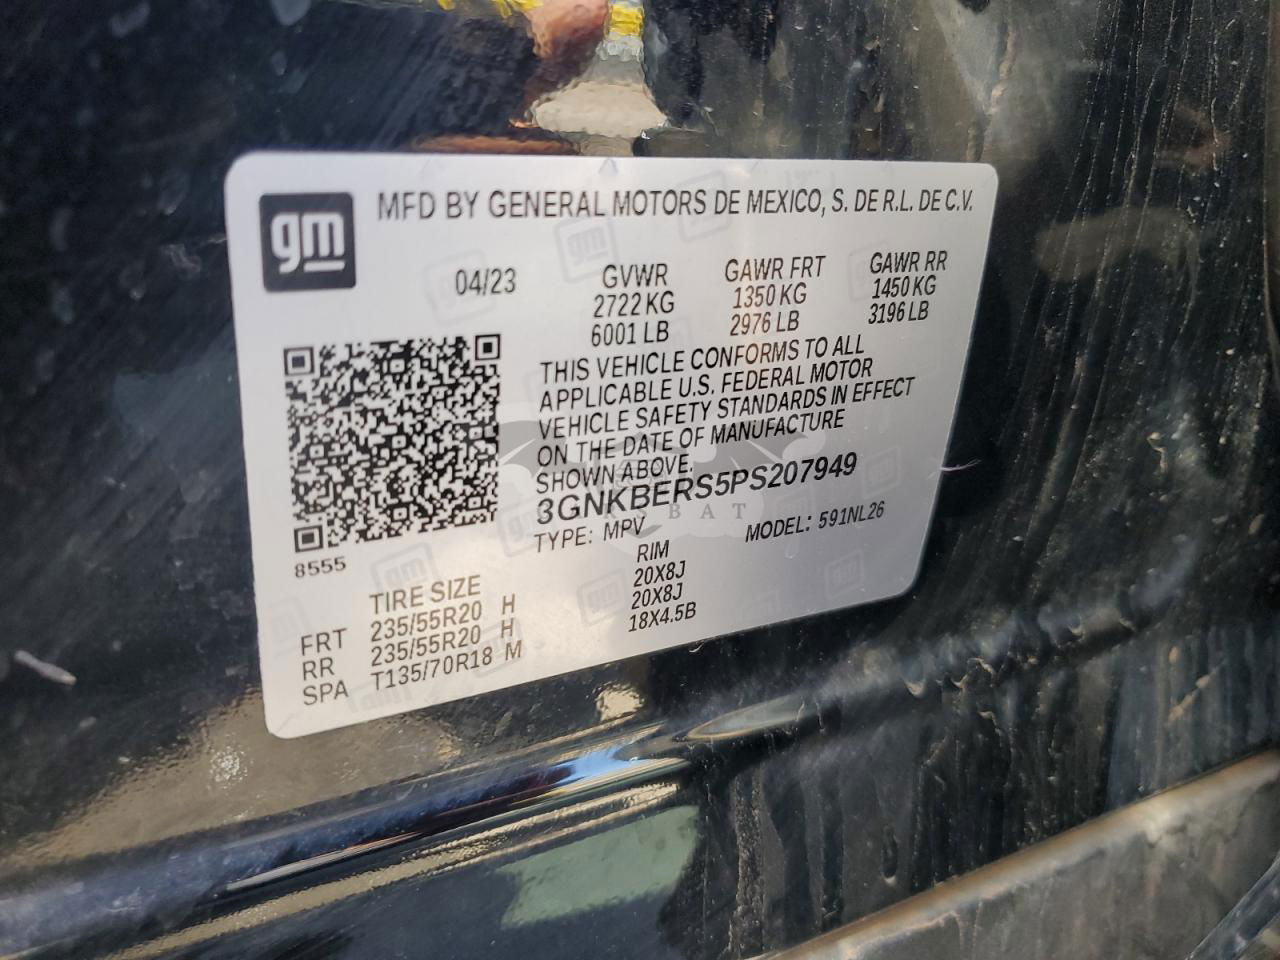 gm
MFD BY GENERAL MOTORS DE MEXICO, S. DE R.L. DE C.V.
04/23
GVWR
2722 KG
6001 LB
GAWR FRT
1350 KG
2976 LB
GAWR RR
1450 KG
3196 LB
THIS VEHICLE CONFORMS TO ALL
APPLICABLE U.S. FEDERAL MOTOR
VEHICLE SAFETY STANDARDS IN EFFECT
ON THE DATE OF MANUFACTURE
SHOWN ABOVE.
3GNKBERS5PS207949
TYPE: MPV
MODEL: 591NL26
8555
TIRE SIZE
RIM
FRT 235/55R20 H 20X8J
RR 235/55R20 H 20X8J
SPA T135/70R18 M 18X4.5B